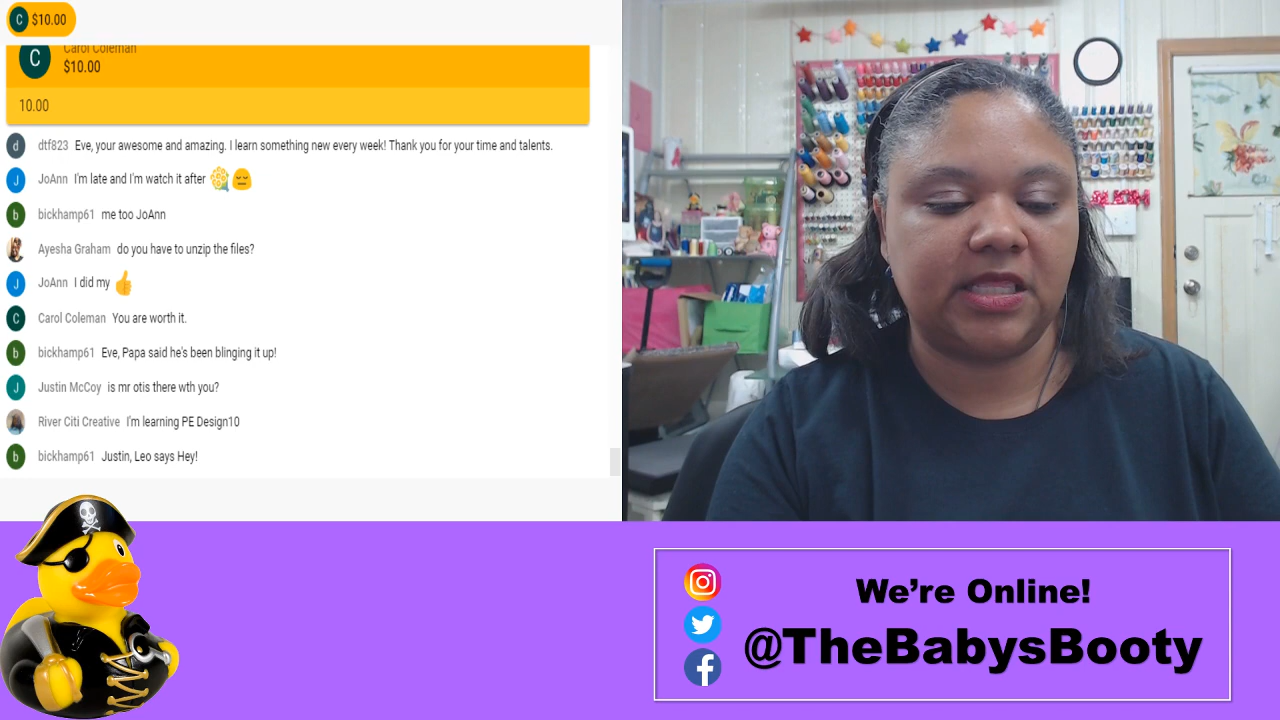 C $10.00
Carol Coleman
C
$10.00
10.00
d dtf823 Eve, your awesome and amazing. I learn something new every week! Thank you for your time and talents.
J JoAnn I'm late and I'm watch it after 💐😔
b bickhamp61 me too JoAnn
Ayesha Graham do you have to unzip the files?
J JoAnn I did my 👍
C Carol Coleman You are worth it.
b bickhamp61 Eve, Papa said he's been blinging it up!
J Justin McCoy is mr otis there wth you?
River Citi Creative I'm learning PE Design10
b bickhamp61 Justin, Leo says Hey!
We're Online!
@TheBabysBooty